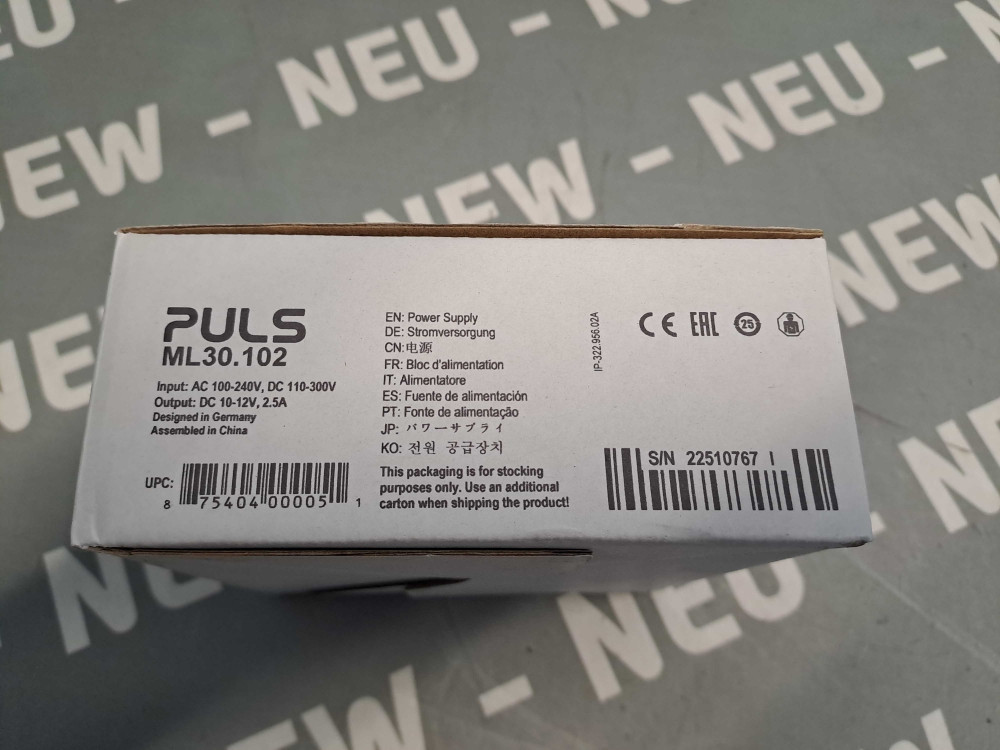 NEW - NEU - NEW - NEU -
PULS
ML30.102
Input: AC 100-240V, DC 110-300V
Output: DC 10-12V, 2.5A
Designed in Germany
Assembled in China
UPC:
8 75404 00005 1
EN: Power Supply
DE: Stromversorgung
CN:电源
FR: Bloc d'alimentation
IT: Alimentatore
ES: Fuente de alimentación
PT: Fonte de alimentação
JP: パワーサプライ
KO: 전원 공급장치
This packaging is for stocking
purposes only. Use an additional
carton when shipping the product!
IP-322.956.02A
CE EAC 25
S/N 22510767 I
NEW - NEU
NEW - NEU